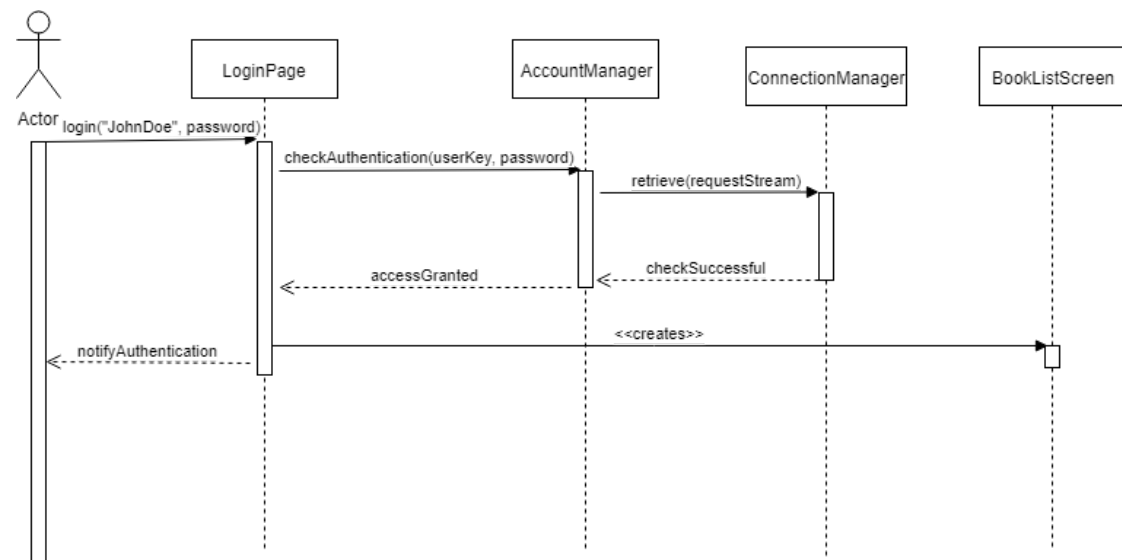 LoginPage
AccountManager
ConnectionManager
BookListScreen
Actor
login("JohnDoe", password)
checkAuthentication(userKey, password)
retrieve(requestStream)
checkSuccessful
accessGranted
<<creates>>
notifyAuthentication